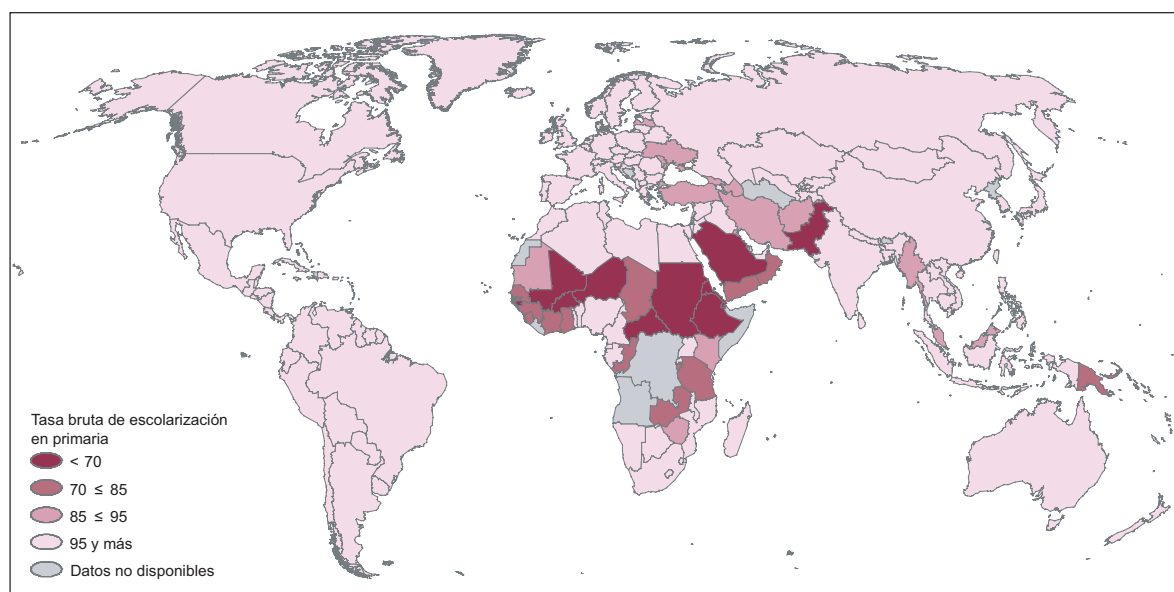 Tasa bruta de escolarización
en primaria
< 70
70 ≤ 85
85 ≤ 95
95 y más
Datos no disponibles